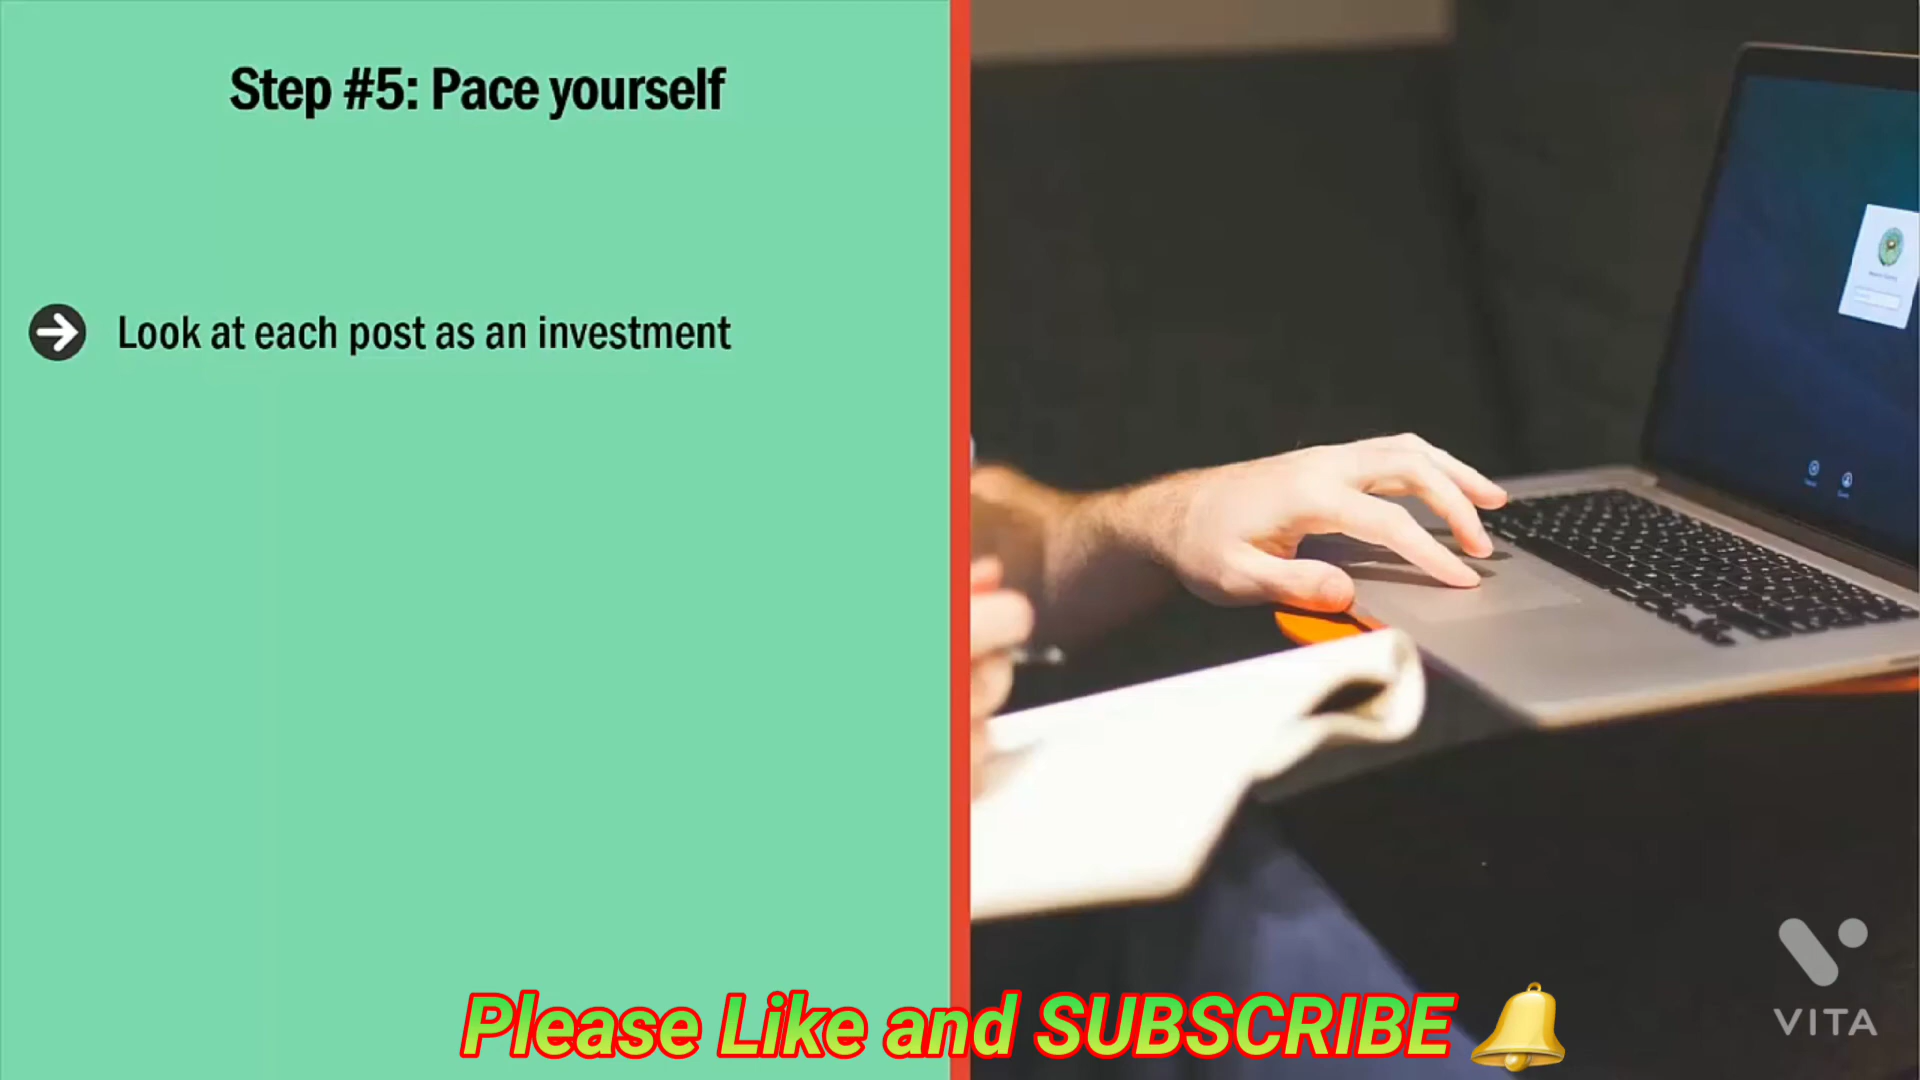 Step #5: Pace yourself
Look at each post as an investment
Please Like and SUBSCRIBE
VITA